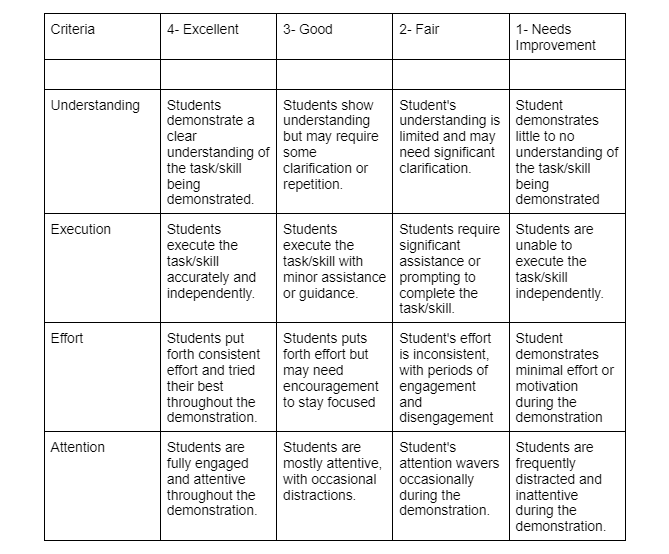 Criteria
4- Excellent
3- Good
2- Fair
1- Needs
Improvement
Understanding
Students
demonstrate a
clear
understanding of
the task/skill
being
demonstrated.
Students show
understanding
but may require
some
clarification or
repetition.
Student's
understanding is
limited and may
need significant
clarification.
Student
demonstrates
little to no
understanding of
the task/skill
being
demonstrated
Execution
Students
execute the
task/skill
accurately and
independently.
Students
execute the
task/skill with
minor assistance
or guidance.
Students require
significant
assistance or
prompting to
complete the
task/skill.
Students are
unable to
execute the
task/skill
independently.
Effort
Students put
forth consistent
effort and tried
their best
throughout the
demonstration.
Students puts
forth effort but
may need
encouragement
to stay focused
Student's effort
is inconsistent,
with periods of
engagement
and
disengagement
Student
demonstrates
minimal effort or
motivation
during the
demonstration
Attention
Students are
fully engaged
and attentive
throughout the
demonstration.
Students are
mostly attentive,
with occasional
distractions.
Student's
attention wavers
occasionally
during the
demonstration.
Students are
frequently
distracted and
inattentive
during the
demonstration.